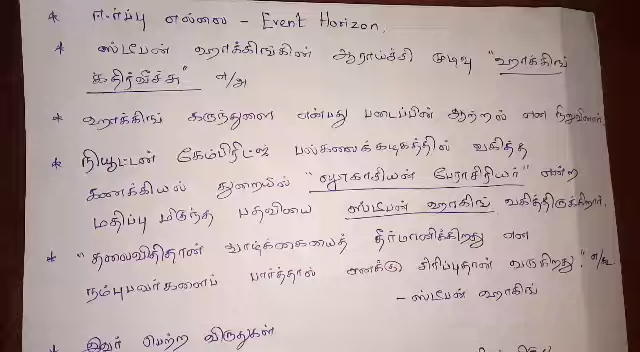 * ஈர்ப்பு எல்லை - Event Horizon.
* ஸ்டீபன் ஹாக்கிங்கின் ஆராய்ச்சி முடிவு "ஹாக்கிங்
கதிர்வீச்சு" எ/அ
* ஹாக்கிங் கருந்துளை என்பது படைப்பின் ஆற்றல் என நிறுவினார்.
* நியூட்டன் கேம்பிரிட்ஜ் பல்கலைக்கழகத்தில் வகித்த
கணக்கியல் துறையில் "லூகாசியன் பேராசிரியர்" என்ற
மதிப்பு மிகுந்த பதவியை ஸ்டீபன் ஹாகிங் வகித்திருக்கிறார்.
* "தலைவிதிதான் வாழ்க்கையைத் தீர்மானிக்கிறது என
நம்புபவர்களைப் பார்த்தால் எனக்கு சிரிப்புதான் வருகிறது."
- ஸ்டீபன் ஹாகிங்
* இவர் பெற்ற விருதுகள்